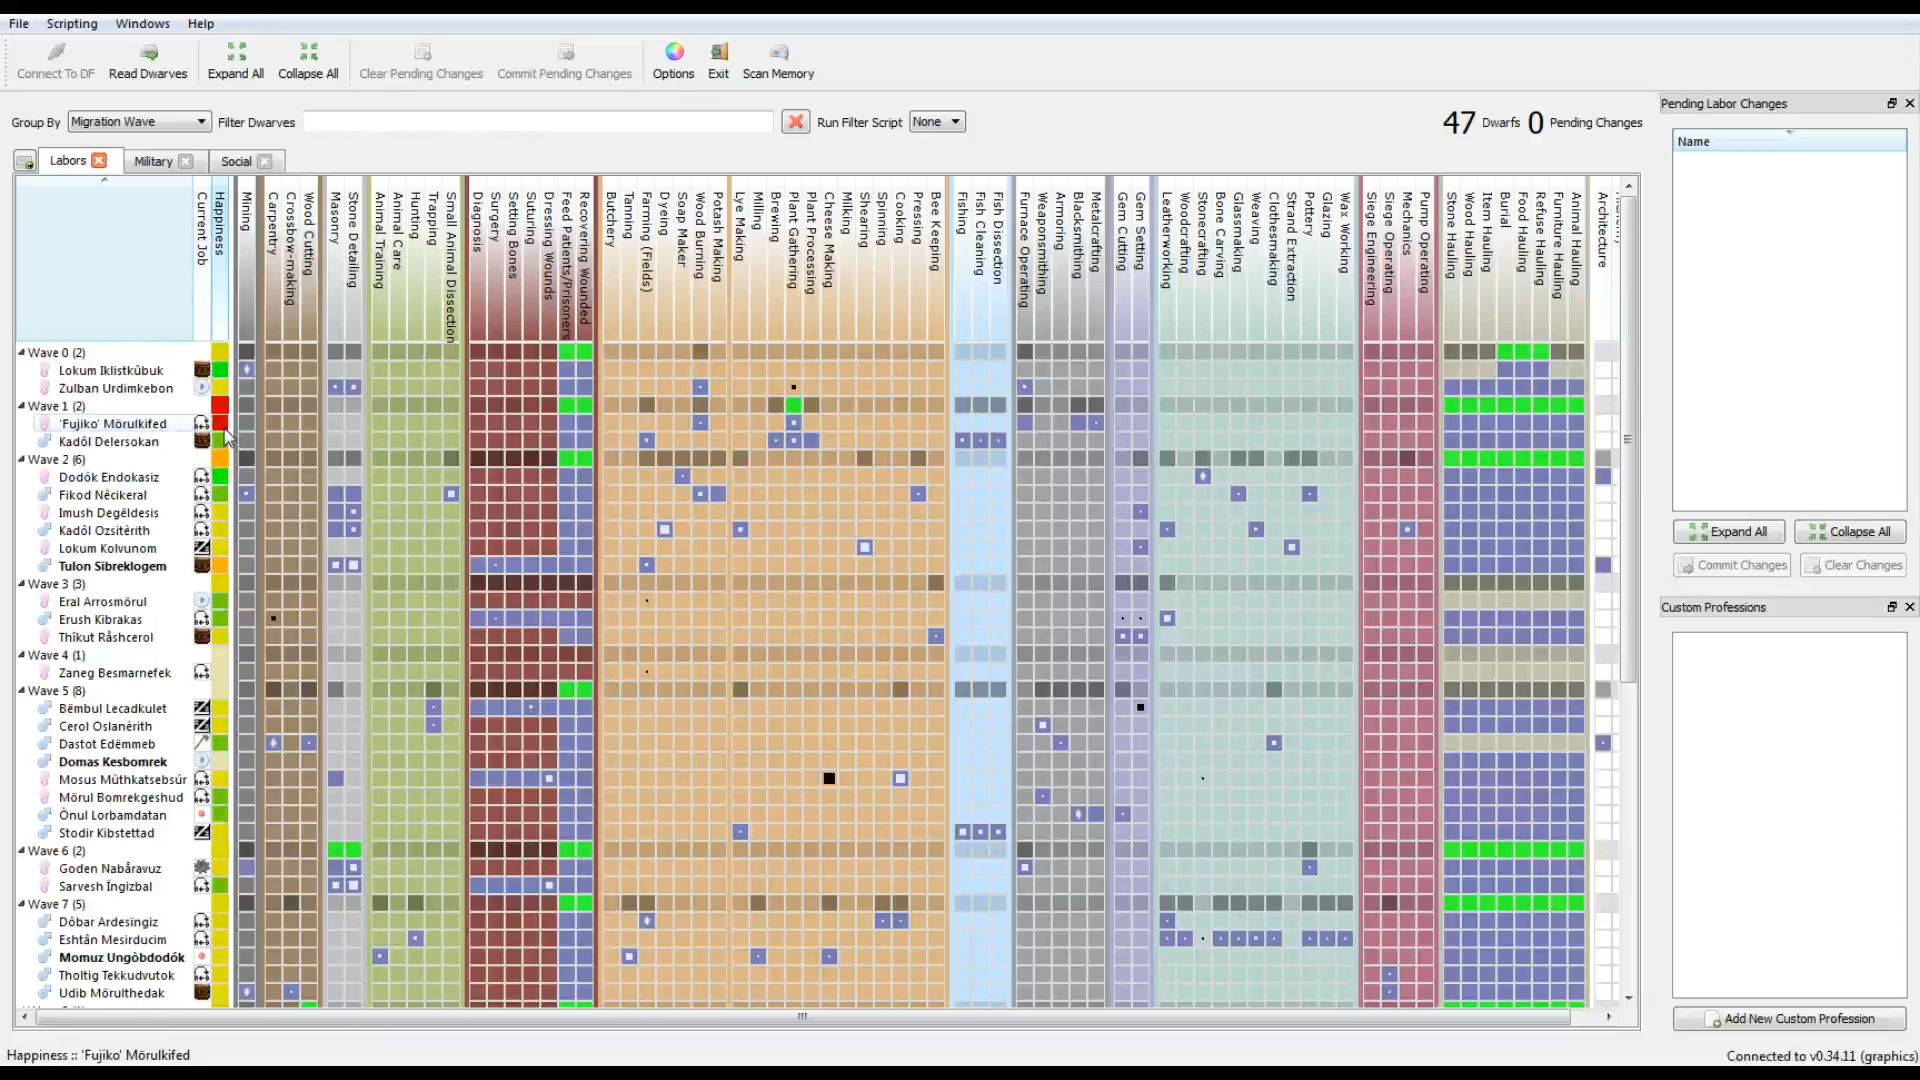 File Scripting Windows Help
Connect To DF Read Dwarves Expand All Collapse All Clear Pending Changes Commit Pending Changes Options Exit Scan Memory
Group By Migration Wave Filter Dwarves Run Filter Script None 47 Dwarfs 0 Pending Changes
Labors Military Social
Current Job
Happiness
Mining
Carpentry
Crossbow-making
Wood Cutting
Masonry
Stone Detailing
Animal Training
Animal Care
Hunting
Trapping
Small Animal Dissection
Diagnosis
Surgery
Setting Bones
Suturing
Dressing Wounds
Feed Patients/Prisoners
Recovering Wounded
Butchery
Tanning
Farming (Fields)
Dyeing
Soap Maker
Wood Burning
Potash Making
Lye Making
Milling
Brewing
Plant Gathering
Plant Processing
Cheese Making
Milking
Shearing
Spinning
Cooking
Pressing
Bee Keeping
Fishing
Fish Cleaning
Fish Dissection
Furnace Operating
Weaponsmithing
Armoring
Blacksmithing
Metalcrafting
Gem Cutting
Gem Setting
Leatherworking
Woodcrafting
Stonecrafting
Bone Carving
Glassmaking
Weaving
Clothesmaking
Strand Extraction
Pottery
Glazing
Wax Working
Siege Engineering
Siege Operating
Mechanics
Pump Operating
Stone Hauling
Wood Hauling
Item Hauling
Burial
Food Hauling
Refuse Hauling
Furniture Hauling
Animal Hauling
Architecture
Wave 0 (2)
Lokum Iklistkûbuk
Zulban Urdimkebon
Wave 1 (2)
'Fujiko' Mörulkifed
Kadôl Delersokan
Wave 2 (6)
Dodók Endokasiz
Fikod Nêcikeral
Imush Degëldesis
Kadôl Ozsitèrith
Lokum Kolvunom
Tulon Sibreklogem
Wave 3 (3)
Eral Arrosmörul
Erush Kibrakas
Thîkut Råshcerol
Wave 4 (1)
Zaneg Besmarnefek
Wave 5 (8)
Bëmbul Lecadkulet
Cerol Oslanèrith
Dastot Edëmmeb
Domas Kesbomrek
Mosus Mûthkatsebsúr
Mörul Bomrekgeshud
Ònul Lorbamdatan
Stodir Kibstettad
Wave 6 (2)
Goden Nabåravuz
Sarvesh Ïngizbal
Wave 7 (5)
Dôbar Ardesïngiz
Eshtân Mesirducim
Momuz Ungòbdodók
Tholtig Tekkudvutok
Udib Mörulthedak
Pending Labor Changes
Name
Expand All Collapse All
Commit Changes Clear Changes
Custom Professions
Add New Custom Profession
Happiness :: 'Fujiko' Mörulkifed Connected to v0.34.11 (graphics)